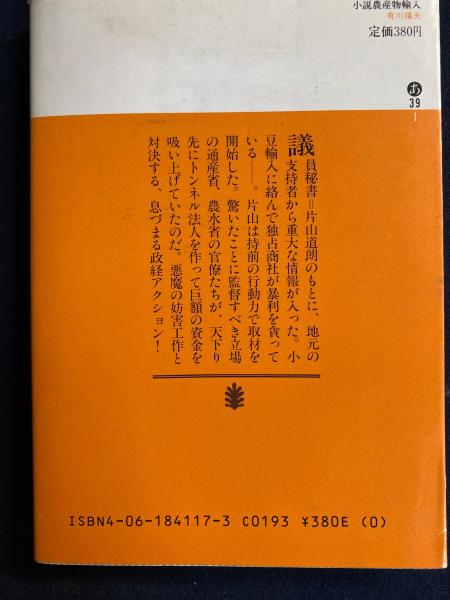 小説農産物輸入
有川靖夫
定価380円
あ
39
1
議員秘書=片山道朗のもとに、地元の
支持者から重大な情報が入った。小
豆輸入に絡んで独占商社が暴利を貪って
いる——。片山は持前の行動力で取材を
開始した。驚いたことに監督すべき立場
の通産省、農水省の官僚たちが、天下り
先にトンネル法人を作って巨額の資金を
吸い上げていたのだ。悪魔の妨害工作と
対決する、息づまる政経アクション!
ISBN4-06-184117-3 C0193 ¥380E (0)